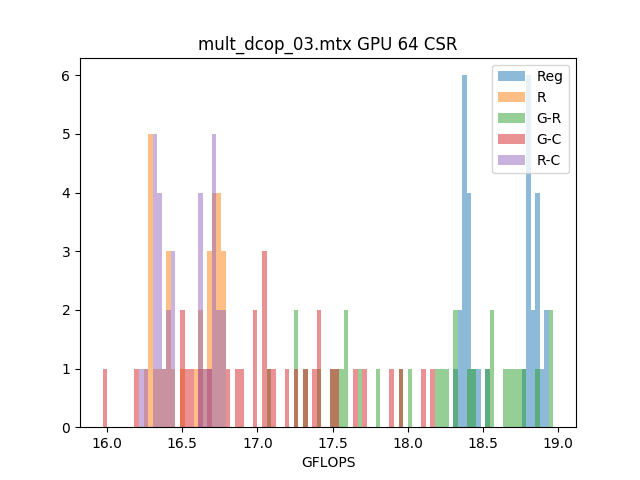 mult_dcop_03.mtx GPU 64 CSR
6
5
4
3
2
1
0
Reg
R
G-R
G-C
R-C
16.0 16.5 17.0 17.5 18.0 18.5 19.0
GFLOPS